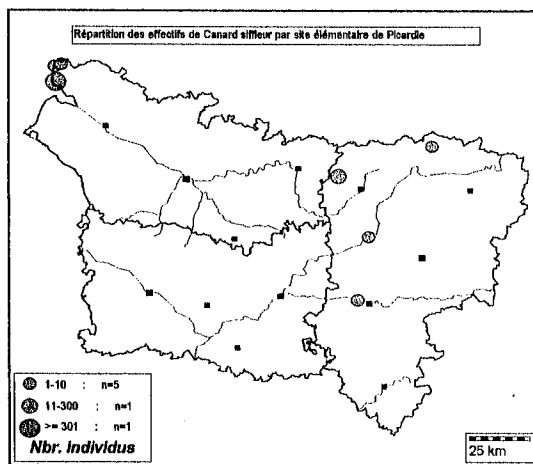 Répartition des effectifs de Canard siffleur par site élémentaire de Picardie
1-10 : n=5
11-300 : n=1
>= 301 : n=1
Nbr. Individus
25 km